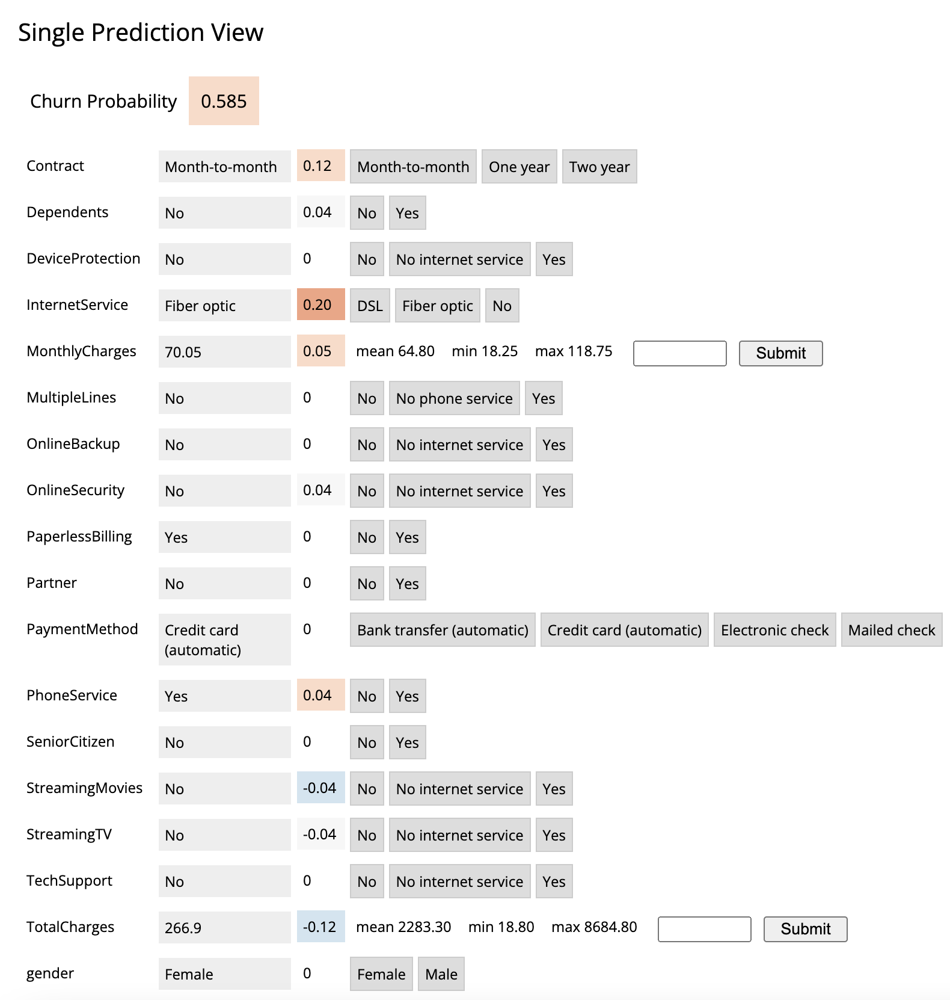 Single Prediction View
Churn Probability 0.585
Contract Month-to-month 0.12 Month-to-month One year Two year
Dependents No 0.04 No Yes
DeviceProtection No 0 No No internet service Yes
InternetService Fiber optic 0.20 DSL Fiber optic No
MonthlyCharges 70.05 0.05 mean 64.80 min 18.25 max 118.75 Submit
MultipleLines No 0 No No phone service Yes
OnlineBackup No 0 No No internet service Yes
OnlineSecurity No 0.04 No No internet service Yes
PaperlessBilling Yes 0 No Yes
Partner No 0 No Yes
PaymentMethod Credit card 0 Bank transfer (automatic) Credit card (automatic) Electronic check Mailed check
(automatic)
PhoneService Yes 0.04 No Yes
SeniorCitizen No 0 No Yes
StreamingMovies No -0.04 No No internet service Yes
StreamingTV No -0.04 No No internet service Yes
TechSupport No 0 No No internet service Yes
TotalCharges 266.9 -0.12 mean 2283.30 min 18.80 max 8684.80 Submit
gender Female 0 Female Male